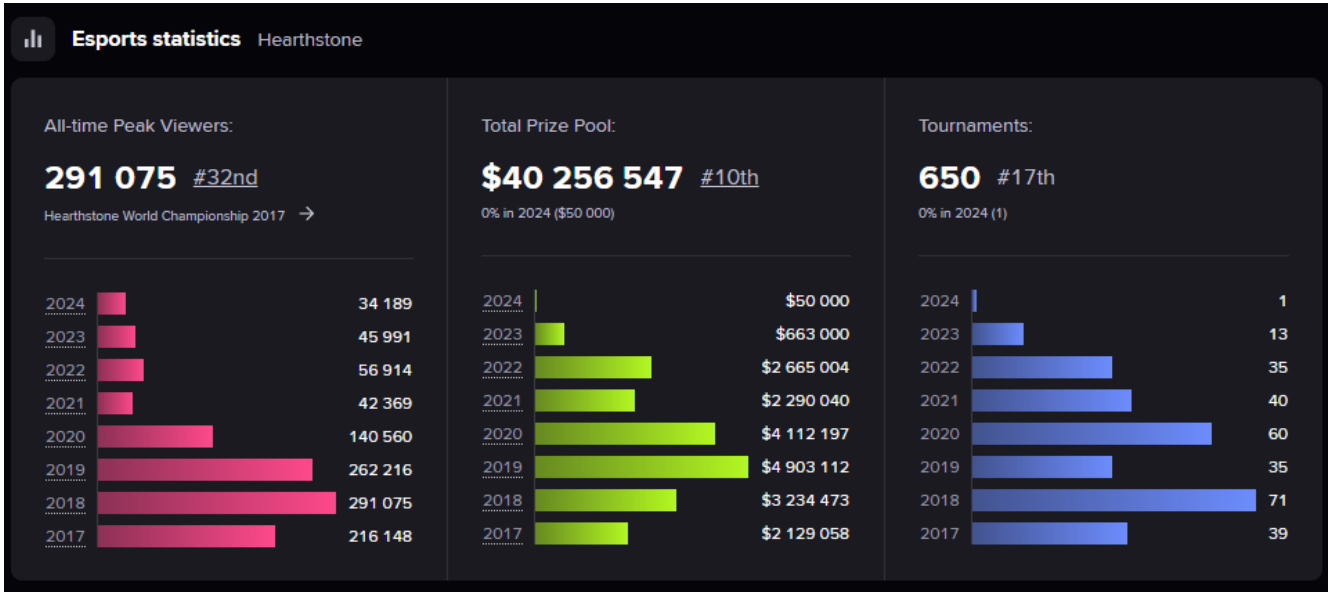 Esports statistics Hearthstone
All-time Peak Viewers:
291 075 #32nd
Hearthstone World Championship 2017 →
2024 34 189
2023 45 991
2022 56 914
2021 42 369
2020 140 560
2019 262 216
2018 291 075
2017 216 148
Total Prize Pool:
$40 256 547 #10th
0% in 2024 ($50 000)
2024 $50 000
2023 $663 000
2022 $2 665 004
2021 $2 290 040
2020 $4 112 197
2019 $4 903 112
2018 $3 234 473
2017 $2 129 058
Tournaments:
650 #17th
0% in 2024 (1)
2024 1
2023 13
2022 35
2021 40
2020 60
2019 35
2018 71
2017 39